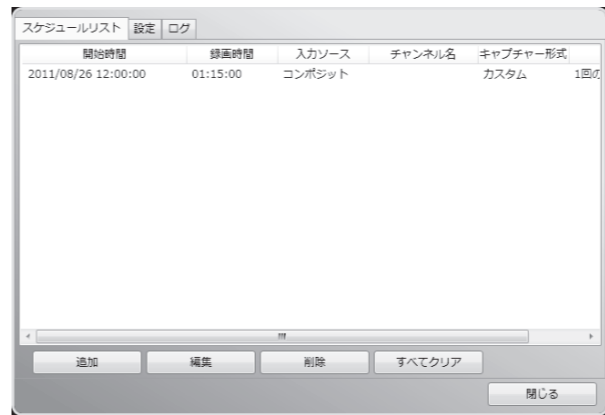 スケジュールリスト 設定 ログ
開始時間 録画時間 入力ソース チャンネル名 キャプチャー形式
2011/08/26 12:00:00 01:15:00 コンポジット カスタム 1回の
追加 編集 削除 すべてクリア
閉じる